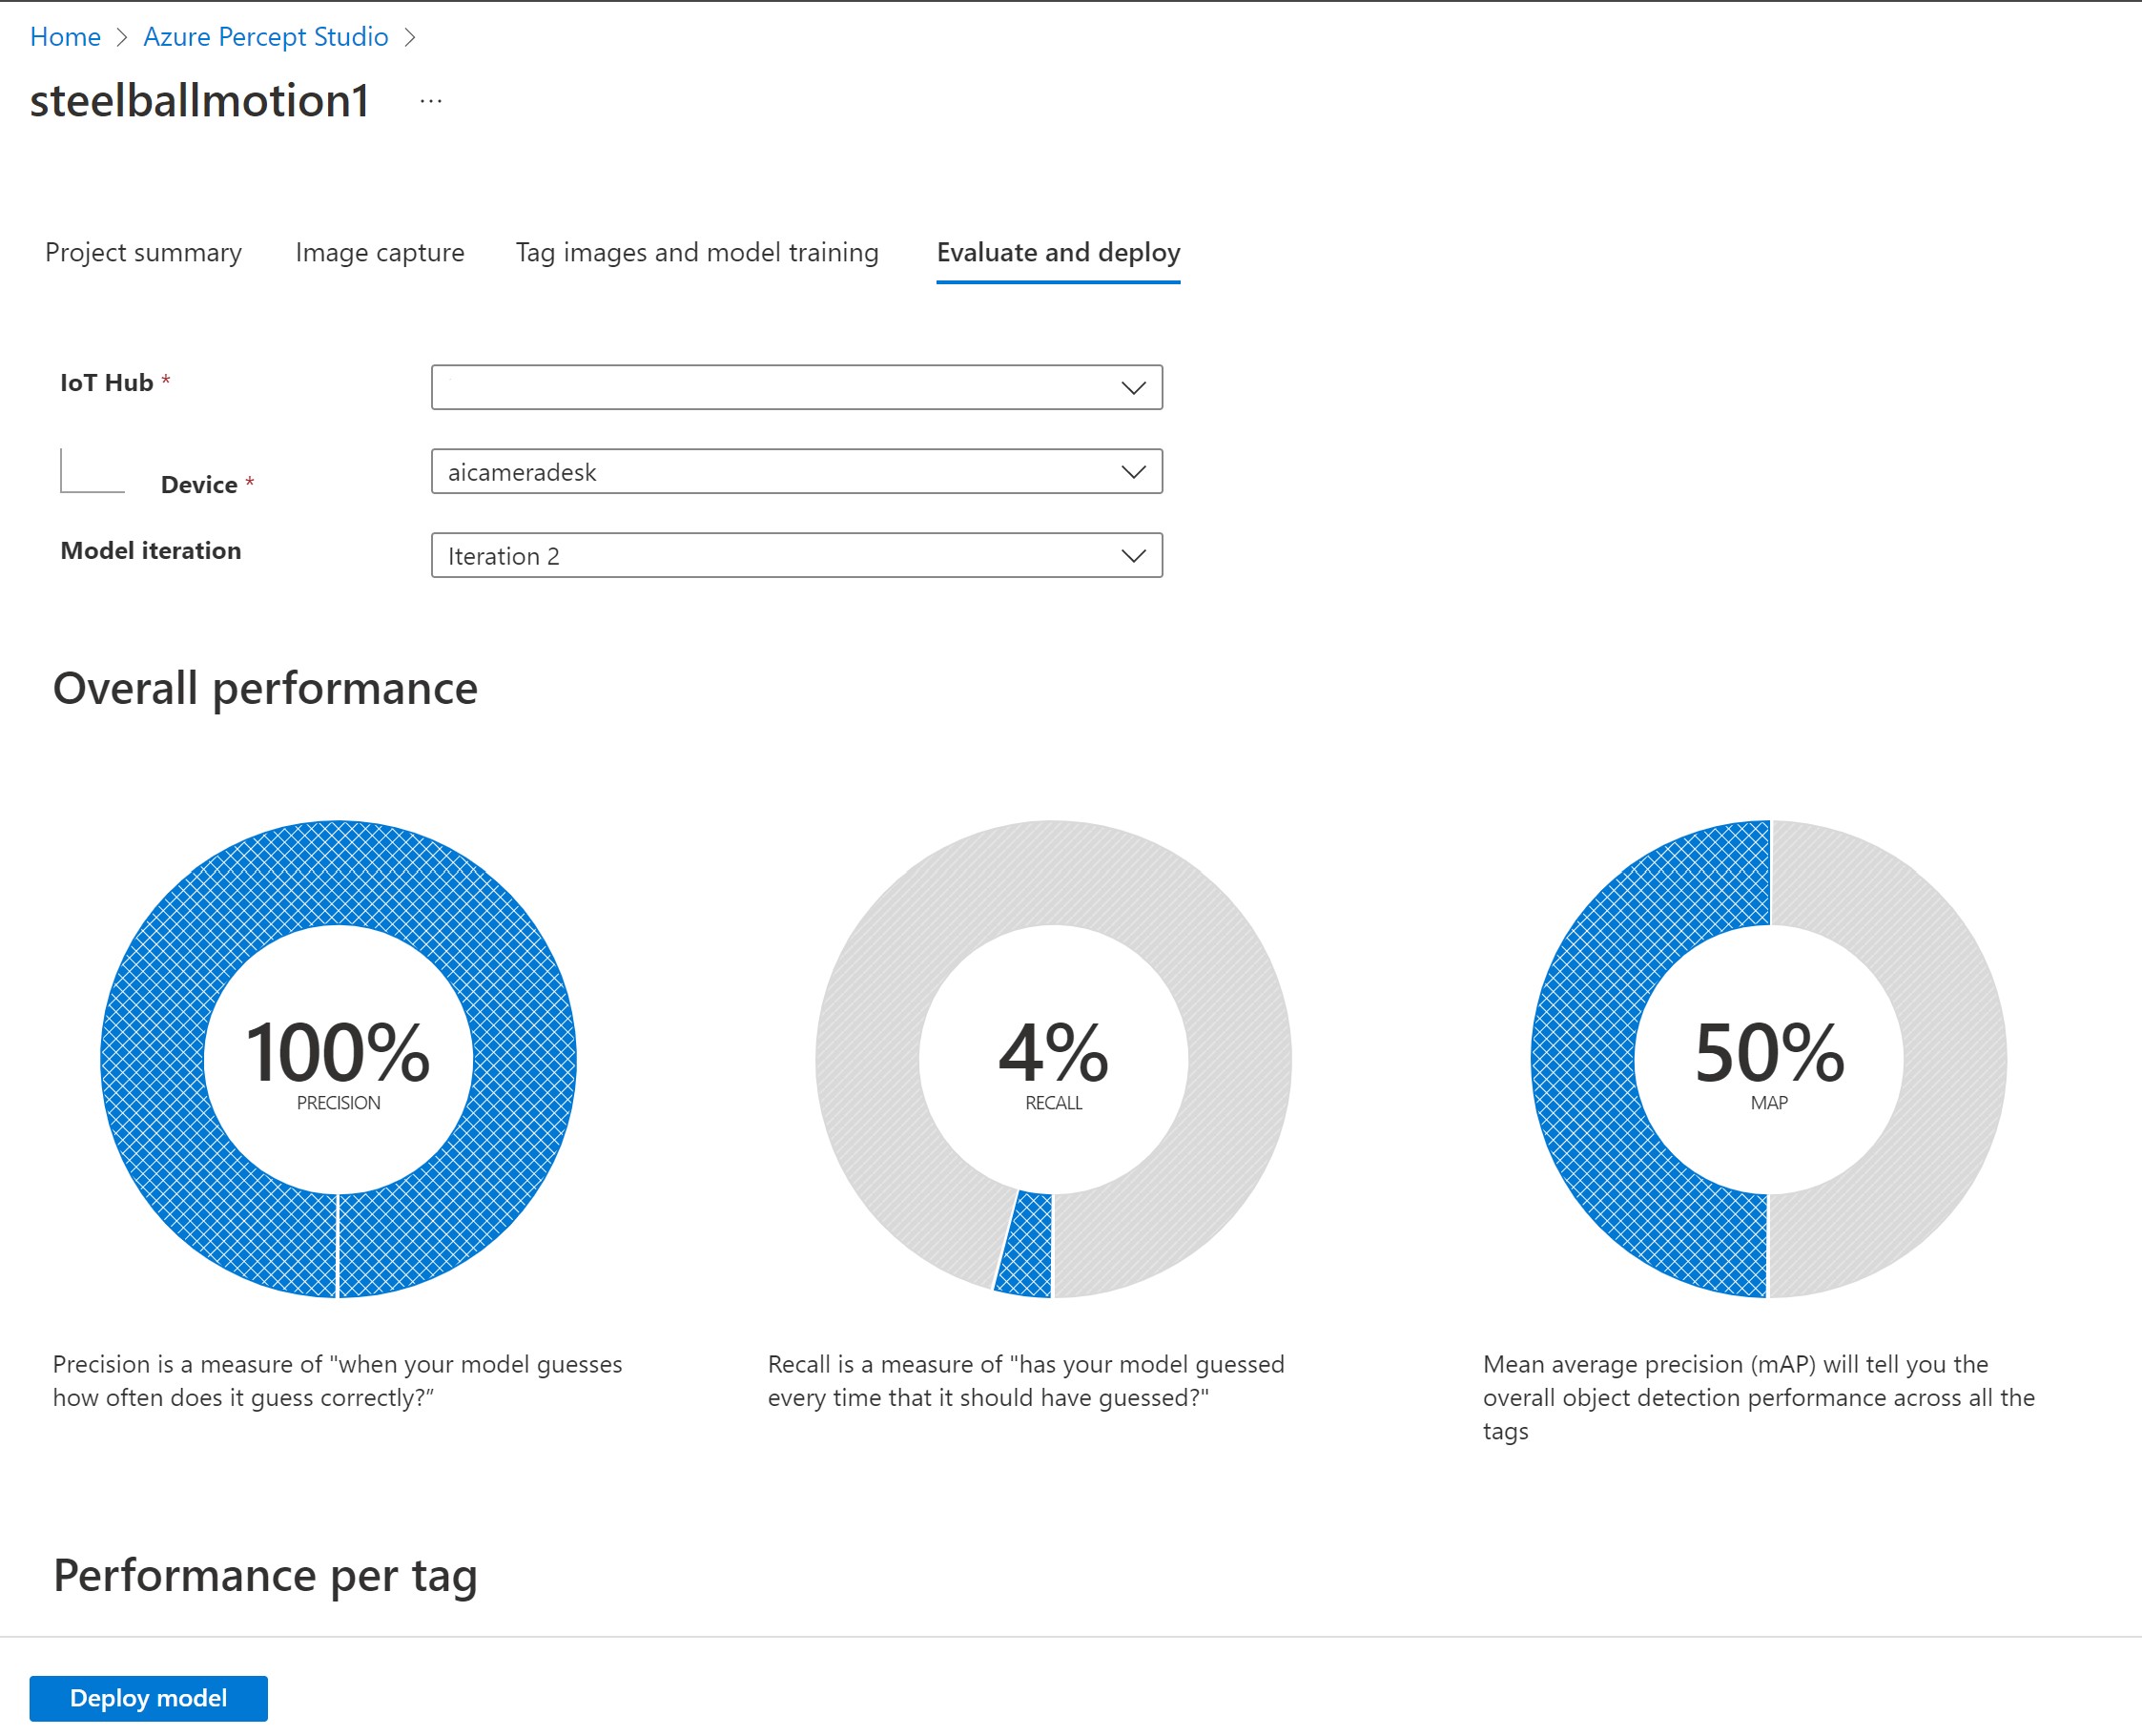 Home > Azure Percept Studio >
steelballmotion1 ...
Project summary Image capture Tag images and model training Evaluate and deploy
IoT Hub *
Device * aicameradesk
Model iteration Iteration 2
Overall performance
100% 4% 50%
PRECISION RECALL MAP
Precision is a measure of "when your model guesses
how often does it guess correctly?”
Recall is a measure of "has your model guessed
every time that it should have guessed?"
Mean average precision (mAP) will tell you the
overall object detection performance across all the
tags
Performance per tag
Deploy model